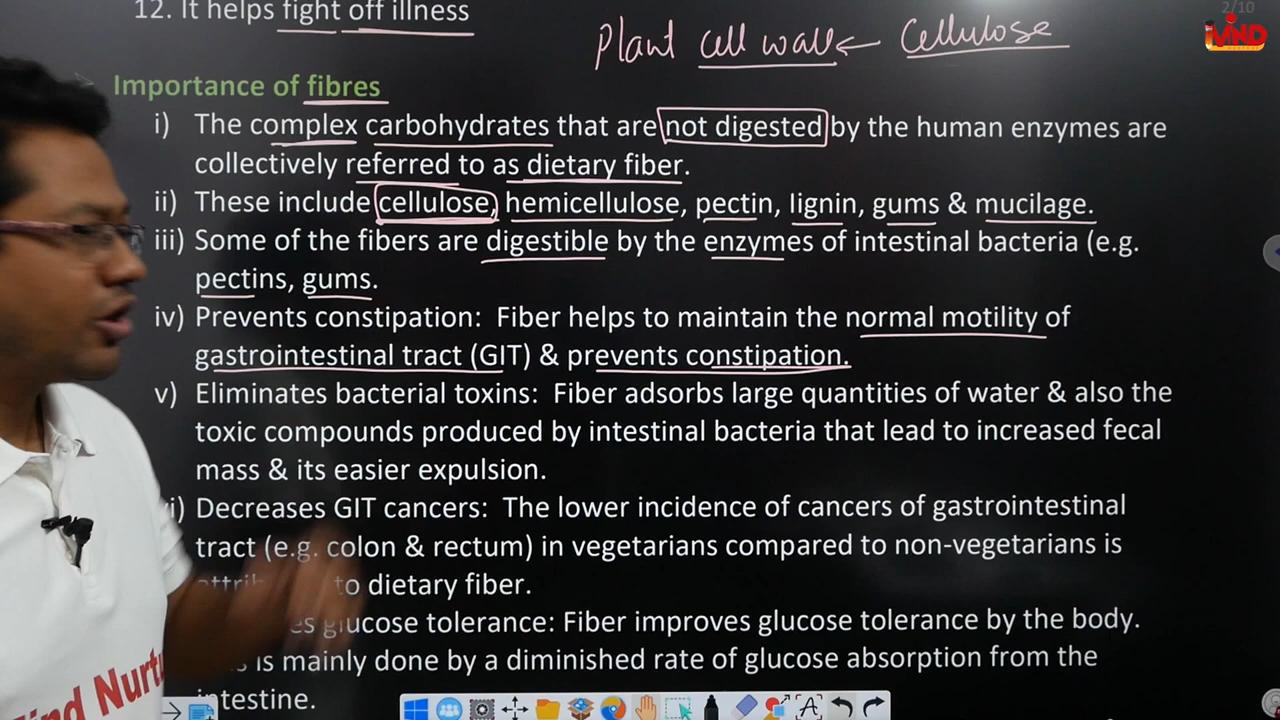 2/10
iMIND
12. It helps fight off illness
Plant cell wall ← Cellulose
Importance of fibres
i) The complex carbohydrates that are not digested by the human enzymes are
collectively referred to as dietary fiber.
ii) These include cellulose, hemicellulose, pectin, lignin, gums & mucilage.
iii) Some of the fibers are digestible by the enzymes of intestinal bacteria (e.g.
pectins, gums.
iv) Prevents constipation: Fiber helps to maintain the normal motility of
gastrointestinal tract (GIT) & prevents constipation.
v) Eliminates bacterial toxins: Fiber adsorbs large quantities of water & also the
toxic compounds produced by intestinal bacteria that lead to increased fecal
mass & its easier expulsion.
i) Decreases GIT cancers: The lower incidence of cancers of gastrointestinal
tract (e.g. colon & rectum) in vegetarians compared to non-vegetarians is
to dietary fiber.
glucose tolerance: Fiber improves glucose tolerance by the body.
is mainly done by a diminished rate of glucose absorption from the
intestine.
ind Nurtu